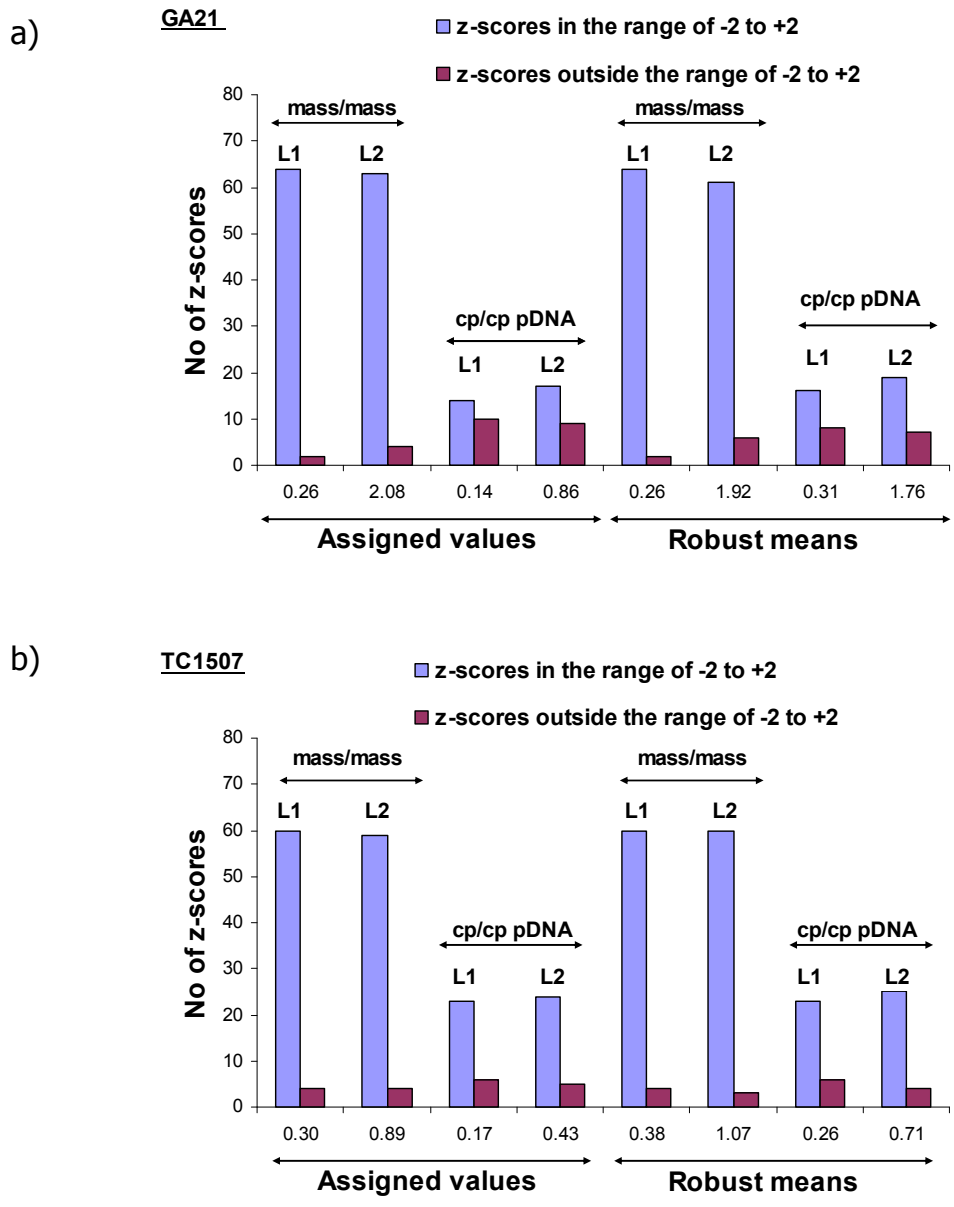 a)
GA21
z-scores in the range of -2 to +2
z-scores outside the range of -2 to +2
No of z-scores
80
70
60
50
40
30
20
10
0
mass/mass
L1 L2
cp/cp pDNA
L1 L2
mass/mass
L1 L2
cp/cp pDNA
L1 L2
0.26 2.08 0.14 0.86 0.26 1.92 0.31 1.76
Assigned values Robust means
b)
TC1507
z-scores in the range of -2 to +2
z-scores outside the range of -2 to +2
No of z-scores
80
70
60
50
40
30
20
10
0
mass/mass
L1 L2
cp/cp pDNA
L1 L2
mass/mass
L1 L2
cp/cp pDNA
L1 L2
0.30 0.89 0.17 0.43 0.38 1.07 0.26 0.71
Assigned values Robust means